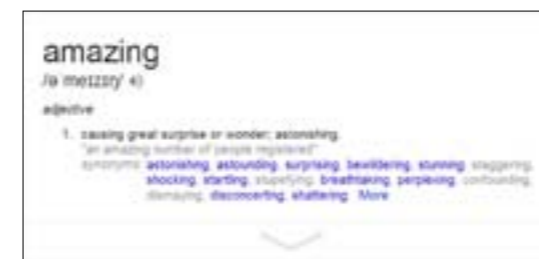 amazing
/əˈmeɪzɪŋ/
adjective
1. causing great surprise or wonder; astonishing.
"an amazing number of people registered"
synonyms: astonishing, astounding, surprising, bewildering, stunning, staggering,
shocking, startling, stupefying, breathtaking, perplexing, confounding,
dismaying, disconcerting, shattering; More